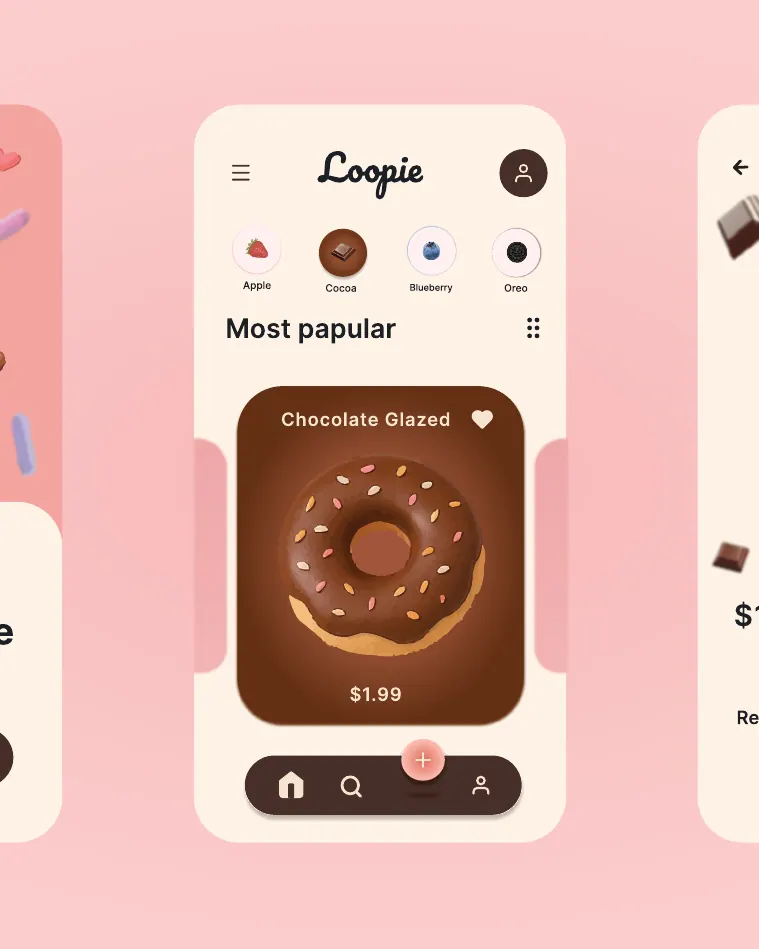 Loopie
Apple
Cocoa
Blueberry
Oreo
Most papular
Chocolate Glazed
$1.99
e
$1
Re